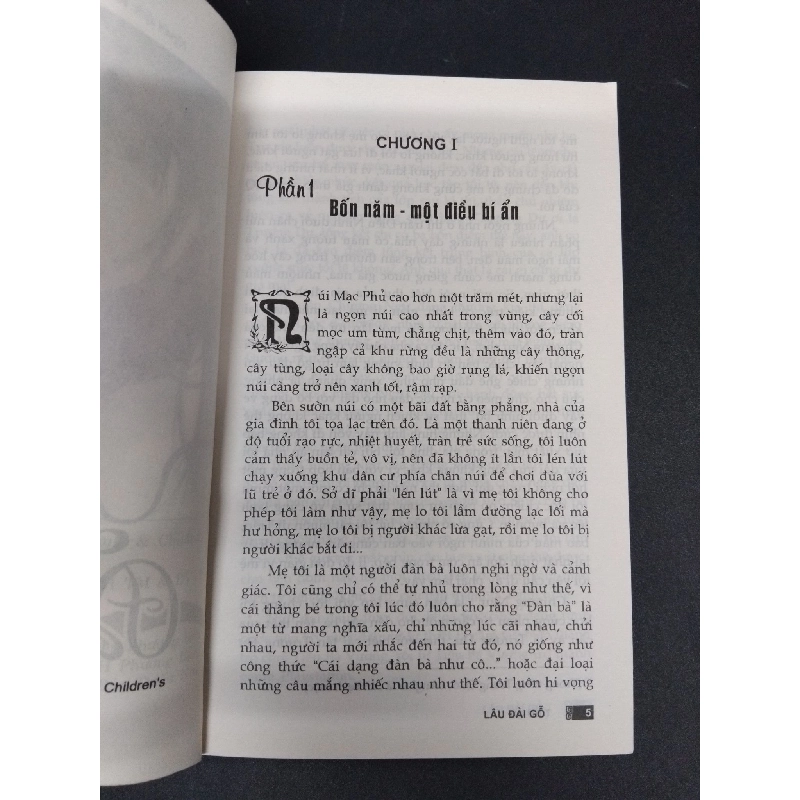 CHƯƠNG I
Phần 1
Bốn năm - một điều bí ẩn
Núi Mạc Phủ cao hơn một trăm mét, nhưng lại
là ngọn núi cao nhất trong vùng, cây cối
mọc um tùm, chằng chịt, thêm vào đó, tràn
ngập cả khu rừng đều là những cây thông,
cây tùng, loại cây không bao giờ rụng lá, khiến ngọn
núi càng trở nên xanh tốt, rậm rạp.
Bên sườn núi có một bãi đất bằng phẳng, nhà của
gia đình tôi tọa lạc trên đó. Là một thanh niên đang ở
độ tuổi rạo rực, nhiệt huyết, tràn trề sức sống, tôi luôn
cảm thấy buồn tẻ, vô vị, nên đã không ít lần tôi lén lút
chạy xuống khu dân cư phía chân núi để chơi đùa với
lũ trẻ ở đó. Sở dĩ phải "lén lút" là vì mẹ tôi không cho
phép tôi làm như vậy, mẹ lo tôi lầm đường lạc lối mà
hư hỏng, mẹ lo tôi bị người khác lừa gạt, rồi mẹ lo tôi bị
người khác bắt đi...
Mẹ tôi là một người đàn bà luôn nghi ngờ và cảnh
giác. Tôi cũng chỉ có thể tự nhủ trong lòng như thế, vì
cái thằng bé trong tôi lúc đó luôn cho rằng "Đàn bà" là
một từ mang nghĩa xấu, chỉ những lúc cãi nhau, chửi
nhau, người ta mới nhắc đến hai từ đó, nó giống như
công thức "Cái dạng đàn bà như cô..." hoặc đại loại
những câu mắng nhiếc nhau như thế. Tôi luôn hi vọng
LÂU ĐÀI GỖ 5
Children's